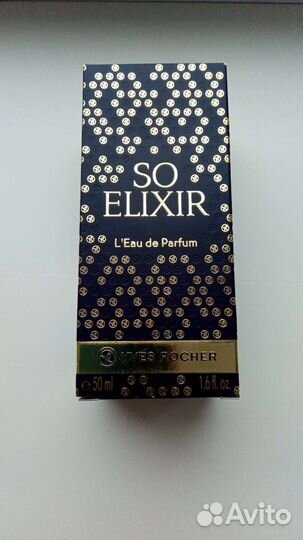 SO
ELIXIR
L'Eau de Parfum
YVES ROCHER
e 50 ml 1.6 fl. oz.
Avito